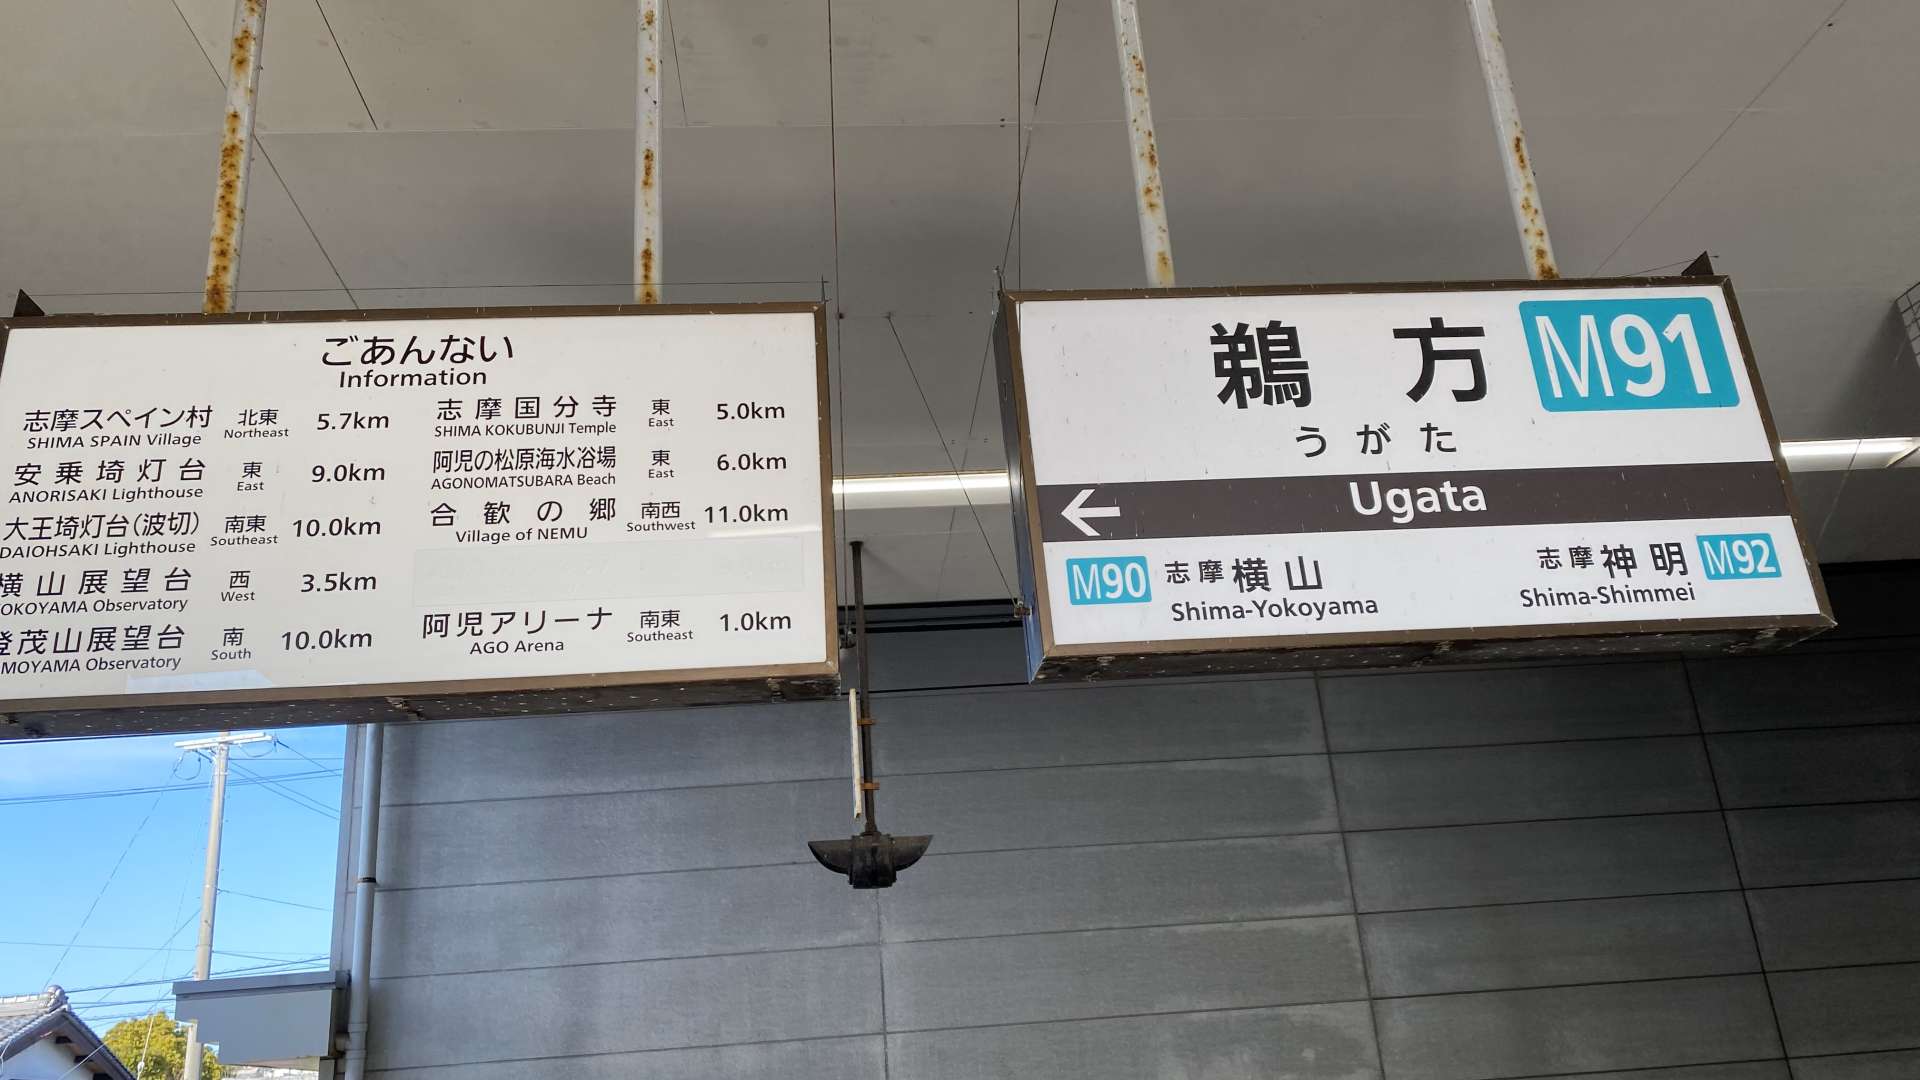 ごあんない
Information
志摩スペイン村 北東 5.7km
SHIMA SPAIN Village Northeast
安乗埼灯台 東 9.0km
ANORISAKI Lighthouse East
大王埼灯台(波切) 南東 10.0km
DAIOHSAKI Lighthouse Southeast
横山展望台 西 3.5km
OKOYAMA Observatory West
登茂山展望台 南 10.0km
MOYAMA Observatory South
志摩国分寺 東 5.0km
SHIMA KOKUBUNJI Temple East
阿児の松原海水浴場 東 6.0km
AGONOMATSUBARA Beach East
合歓の郷 南西 11.0km
Village of NEMU Southwest
阿児アリーナ 南東 1.0km
AGO Arena Southeast
鵜方 M91
うがた
← Ugata
M90 志摩横山 志摩神明 M92
Shima-Yokoyama Shima-Shimmei